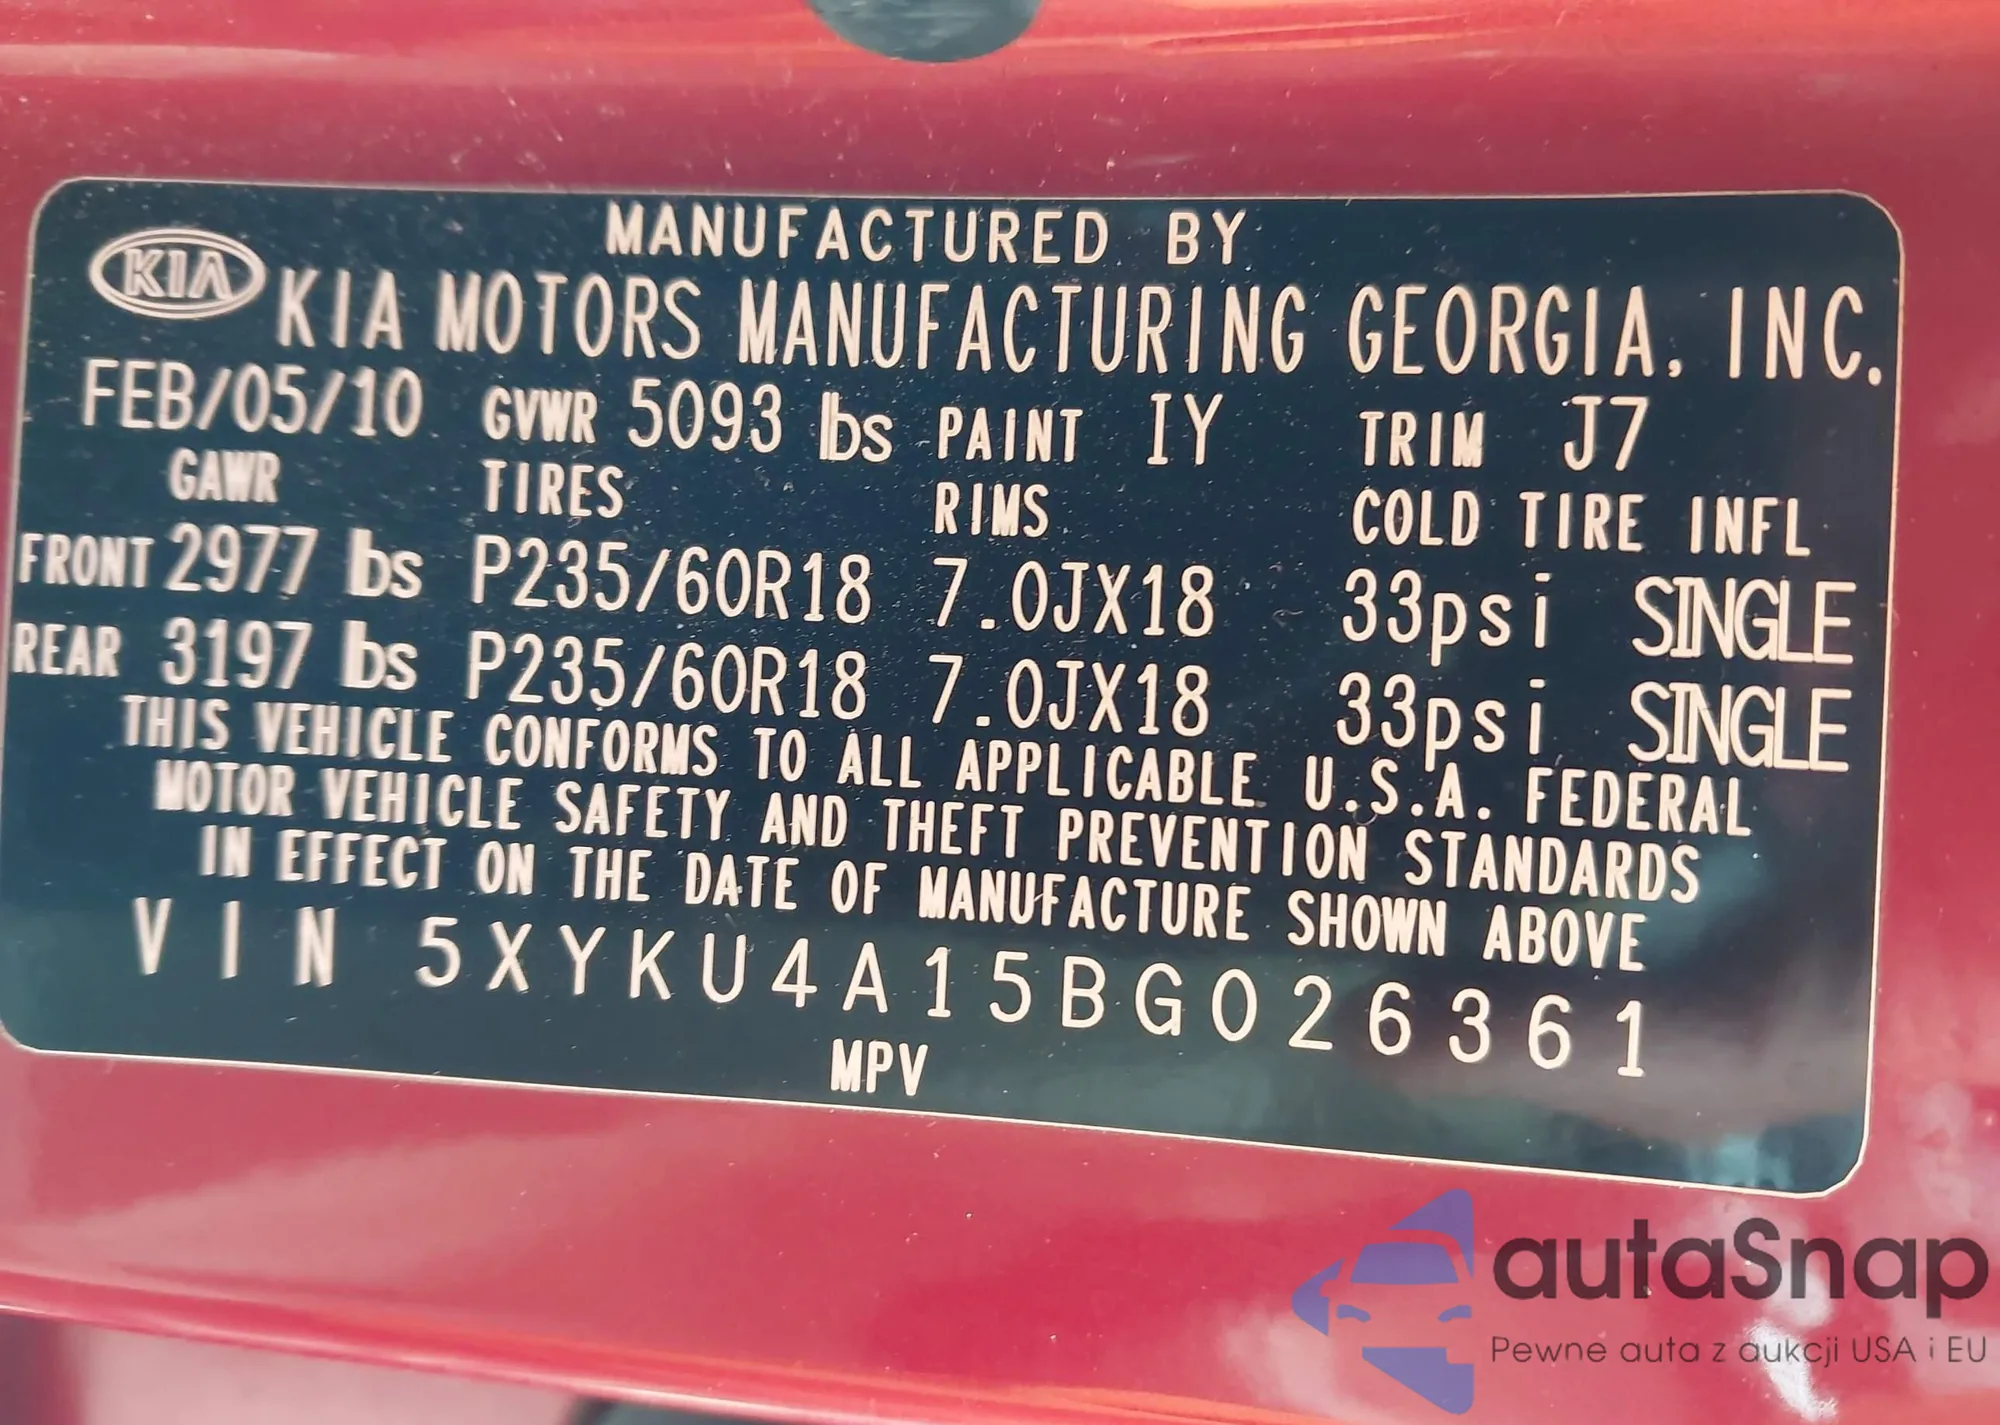 MANUFACTURED BY
KIA KIA MOTORS MANUFACTURING GEORGIA, INC.
FEB/05/10 GVWR 5093 lbs PAINT IY TRIM J7
GAWR TIRES RIMS COLD TIRE INFL
FRONT 2977 lbs P235/60R18 7.0JX18 33psi SINGLE
REAR 3197 lbs P235/60R18 7.0JX18 33psi SINGLE
THIS VEHICLE CONFORMS TO ALL APPLICABLE U.S.A. FEDERAL
MOTOR VEHICLE SAFETY AND THEFT PREVENTION STANDARDS
IN EFFECT ON THE DATE OF MANUFACTURE SHOWN ABOVE
VIN 5XYKU4A15BG026361
MPV
autaSnap
Pewne auta z aukcji USA i EU